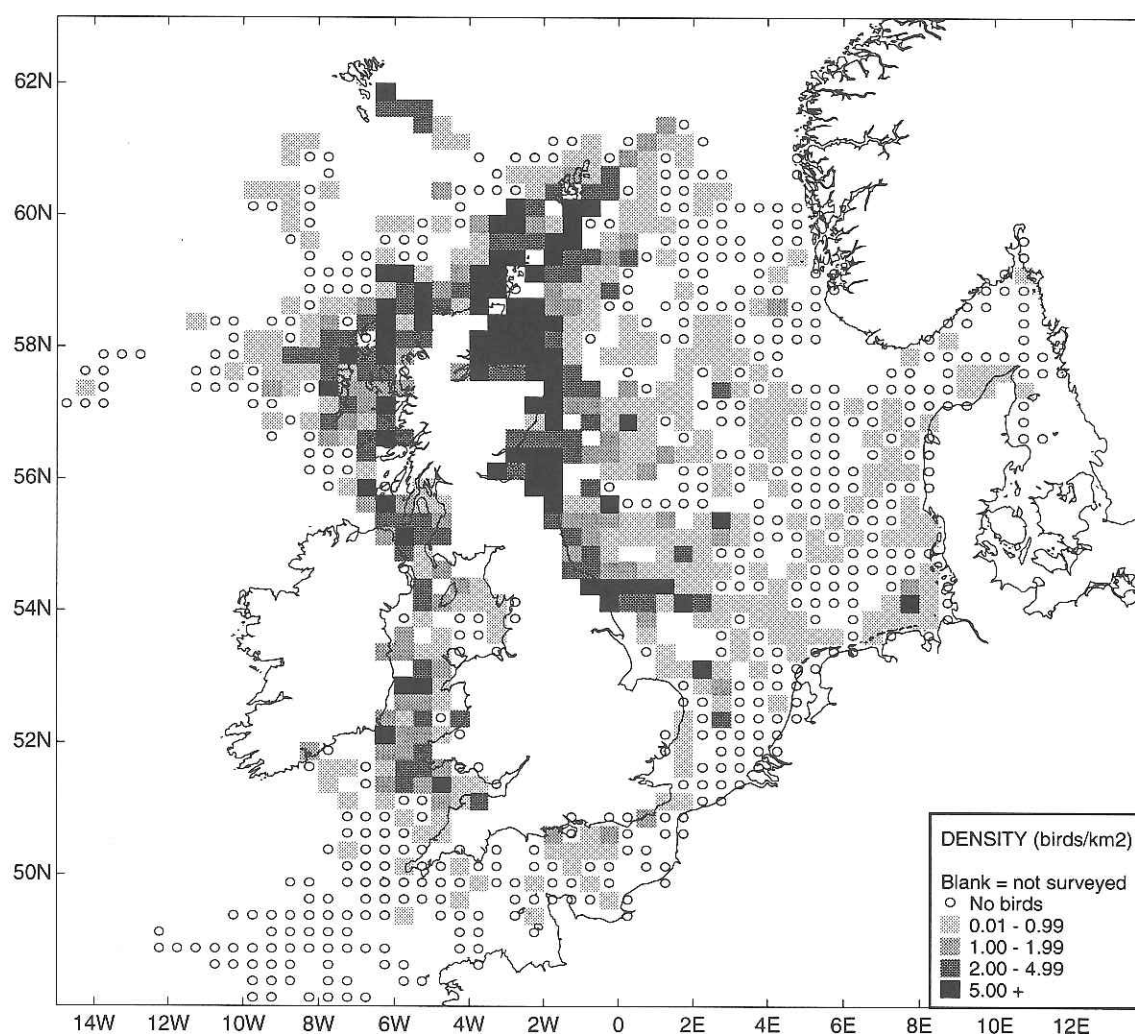 62N
60N
58N
56N
54N
52N
50N
DENSITY (birds/km2)
Blank = not surveyed
No birds
0.01 - 0.99
1.00 - 1.99
2.00 - 4.99
5.00 +
14W 12W 10W 8W 6W 4W 2W 0 2E 4E 6E 8E 10E 12E